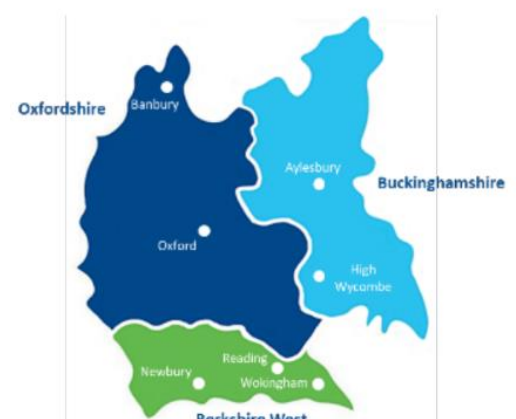 Banbury
Oxfordshire
Aylesbury
Buckinghamshire
Oxford
High
Wycombe
Reading
Newbury
Wokingham
Berkshire West